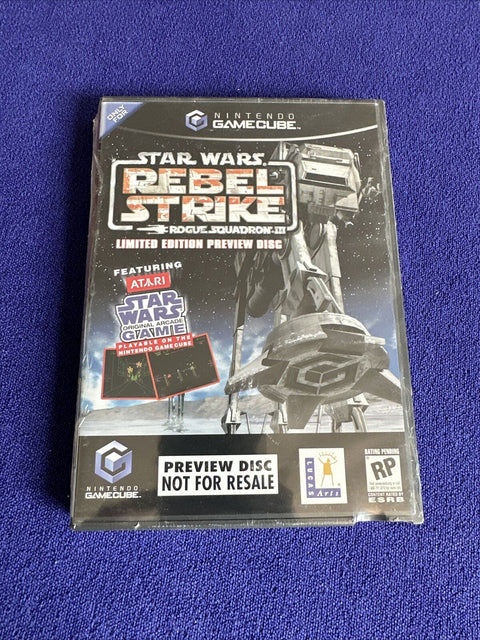 ONLY
FOR
NINTENDO
GAMECUBE™
STAR WARS
REBEL
STRIKE
ROGUE SQUADRON III
LIMITED EDITION PREVIEW DISC
FEATURING
ATARI
STAR
WARS
ORIGINAL ARCADE
GAME
PLAYABLE ON THE
NINTENDO GAMECUBE
NINTENDO
GAMECUBE™
PREVIEW DISC
NOT FOR RESALE
LUCAS
Arts
RATING PENDING
RP
CONTENT RATED BY
ESRB